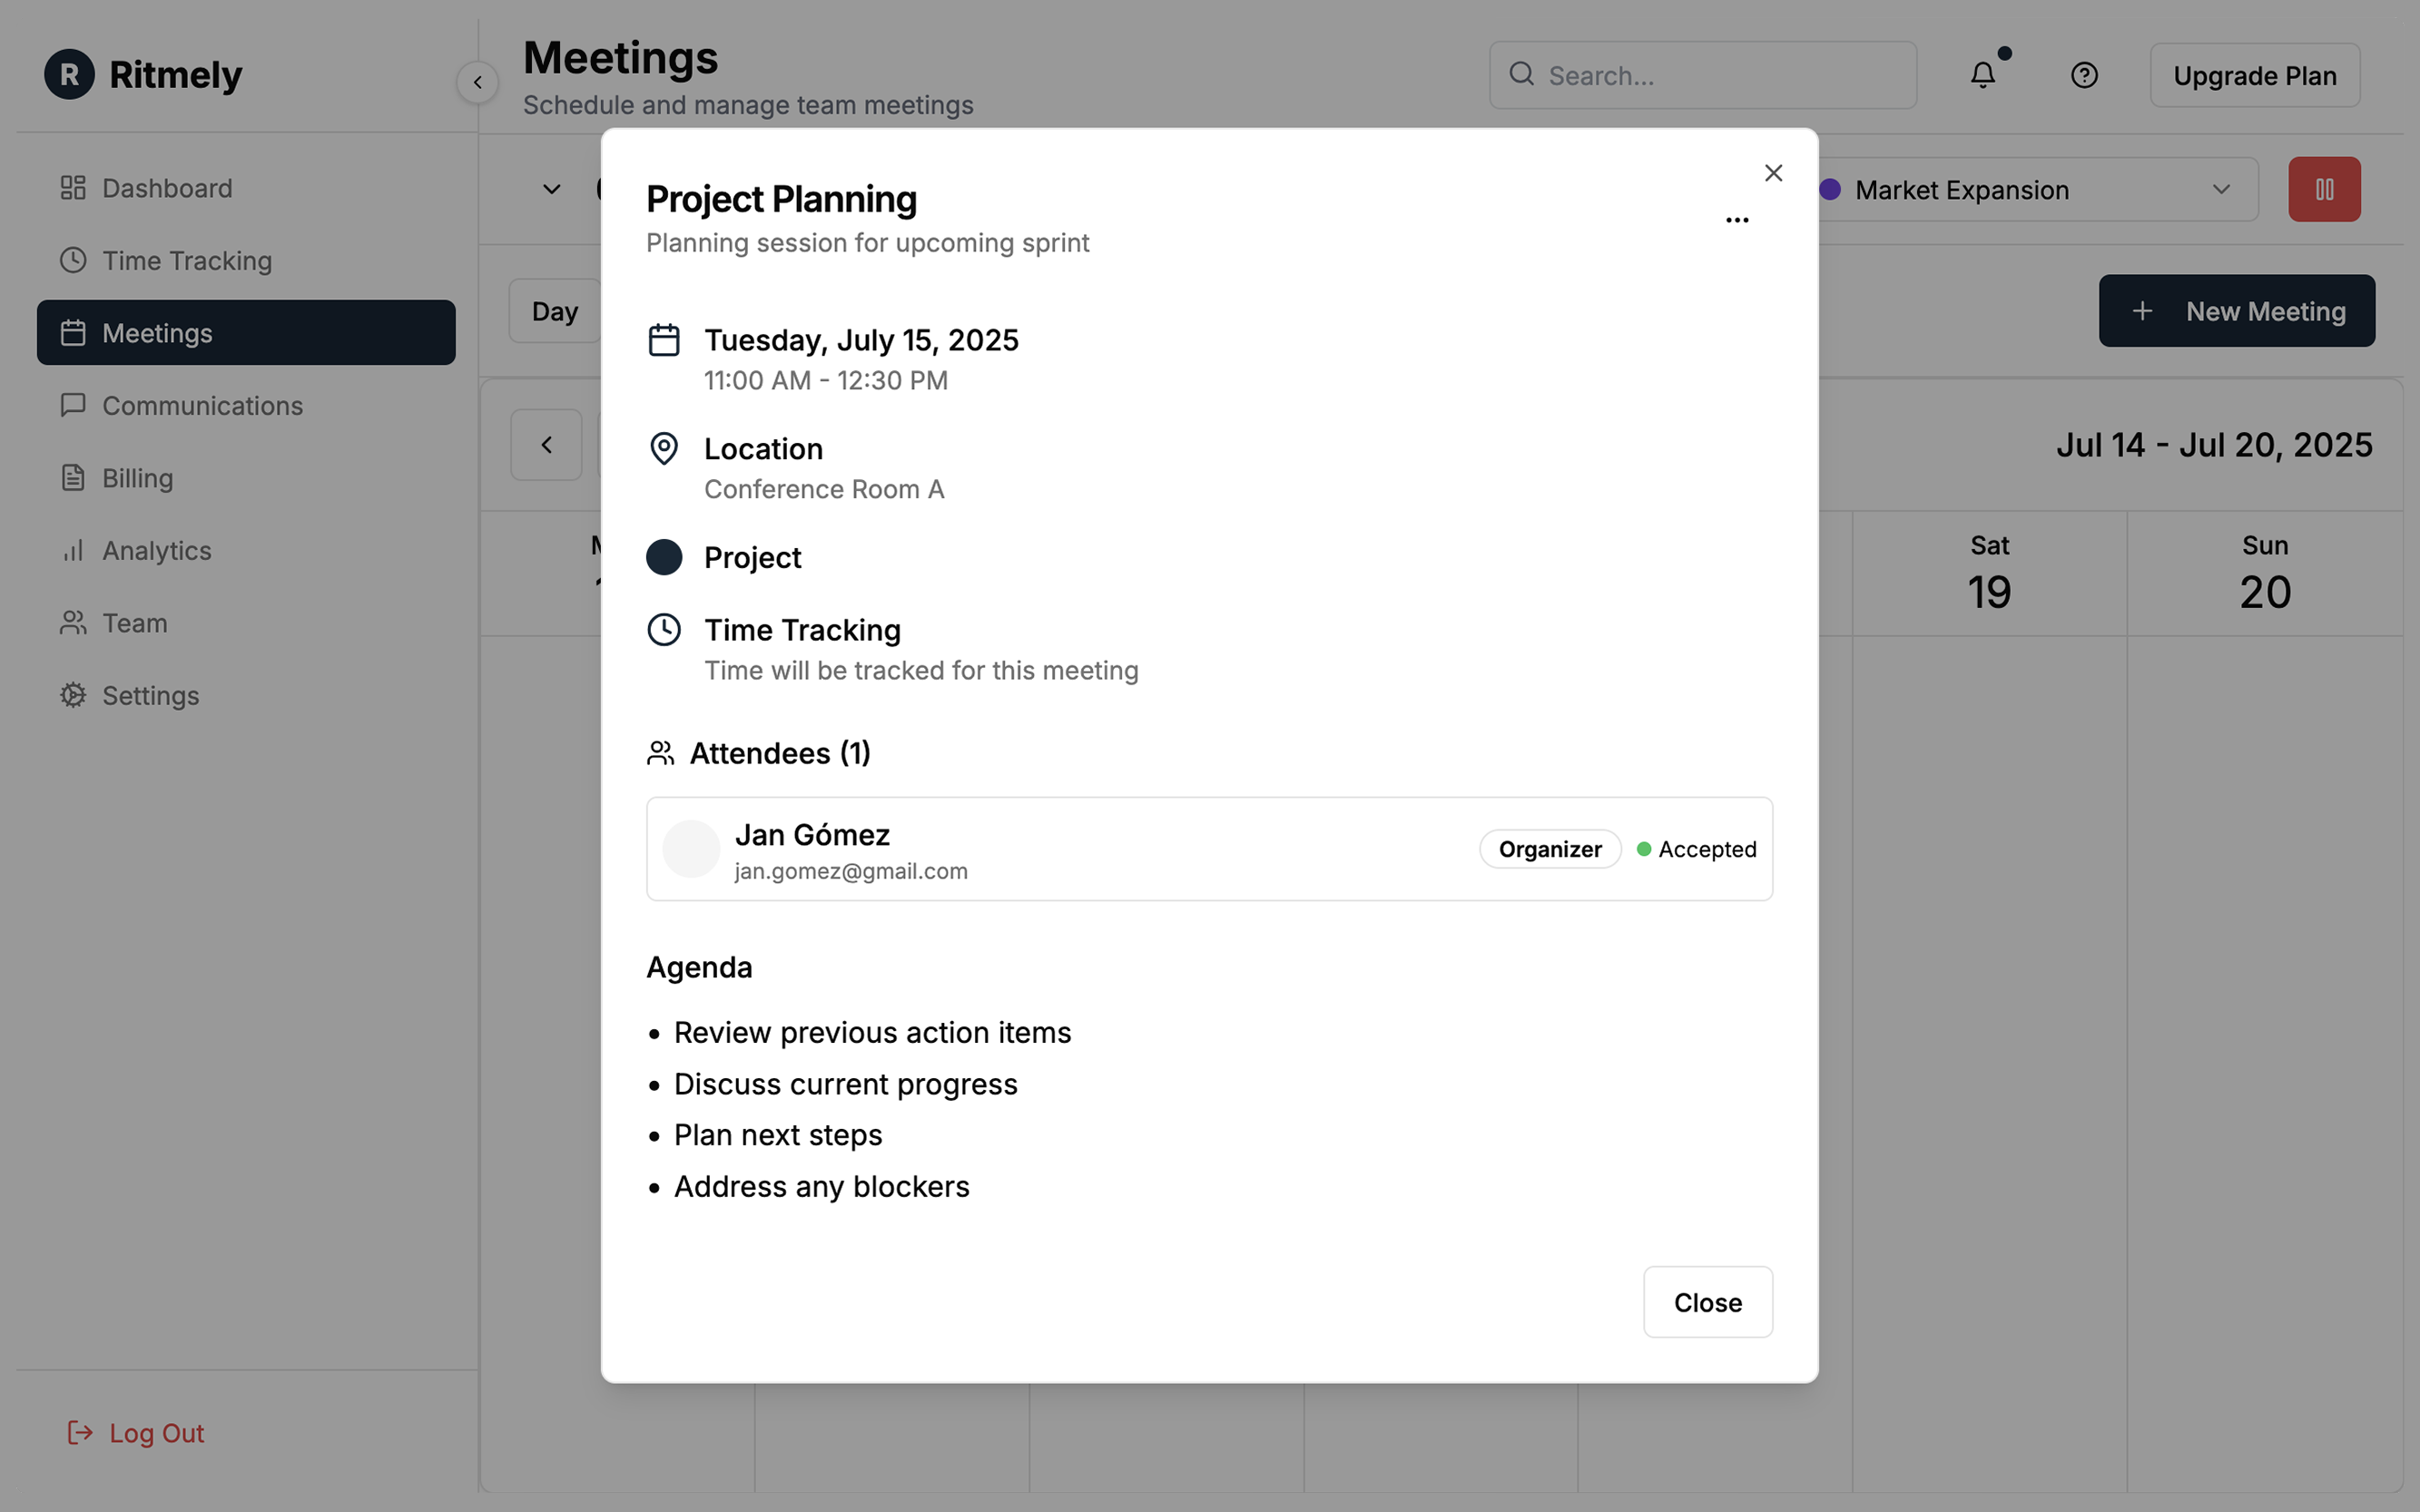 R Ritmely
Meetings
Schedule and manage team meetings
Search...
Upgrade Plan
Dashboard
Time Tracking
Meetings
Communications
Billing
Analytics
Team
Settings
Log Out
Market Expansion
Day
New Meeting
Jul 14 - Jul 20, 2025
Sat
19
Sun
20
Project Planning
Planning session for upcoming sprint
Tuesday, July 15, 2025
11:00 AM - 12:30 PM
Location
Conference Room A
Project
Time Tracking
Time will be tracked for this meeting
Attendees (1)
Jan Gómez
jan.gomez@gmail.com
Organizer
Accepted
Agenda
• Review previous action items
• Discuss current progress
• Plan next steps
• Address any blockers
Close